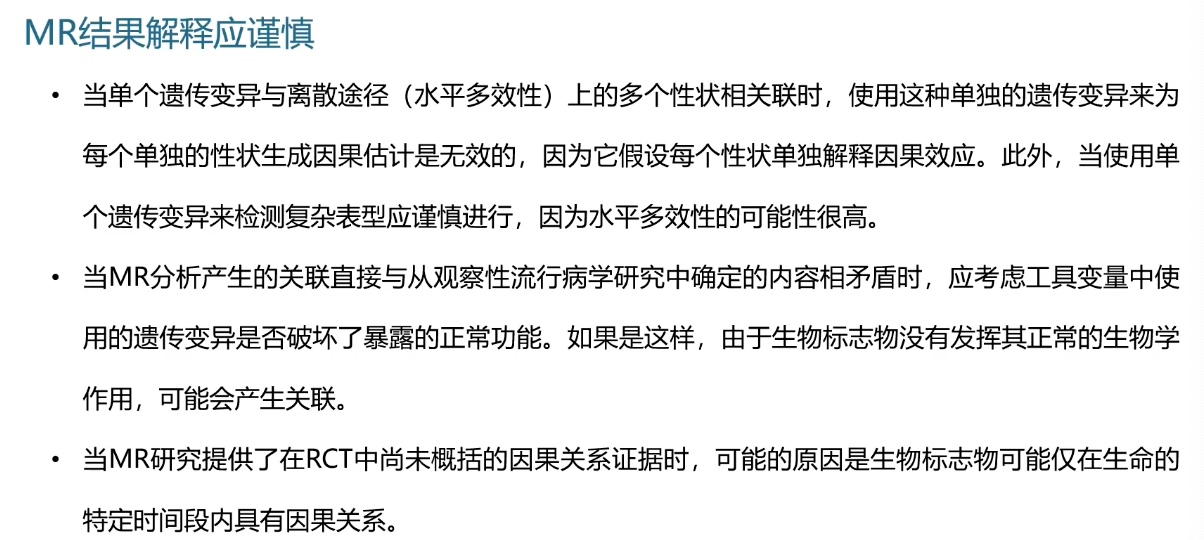 MR结果解释应谨慎
• 当单个遗传变异与离散途径（水平多效性）上的多个性状相关联时，使用这种单独的遗传变异来为
每个单独的性状生成因果估计是无效的，因为它假设每个性状单独解释因果效应。此外，当使用单
个遗传变异来检测复杂表型应谨慎进行，因为水平多效性的可能性很高。
• 当MR分析产生的关联直接与从观察性流行病学研究中确定的内容相矛盾时，应考虑工具变量中使
用的遗传变异是否破坏了暴露的正常功能。如果是这样，由于生物标志物没有发挥其正常的生物学
作用，可能会产生关联。
• 当MR研究提供了在RCT中尚未概括的因果关系证据时，可能的原因是生物标志物可能仅在生命的
特定时间段内具有因果关系。